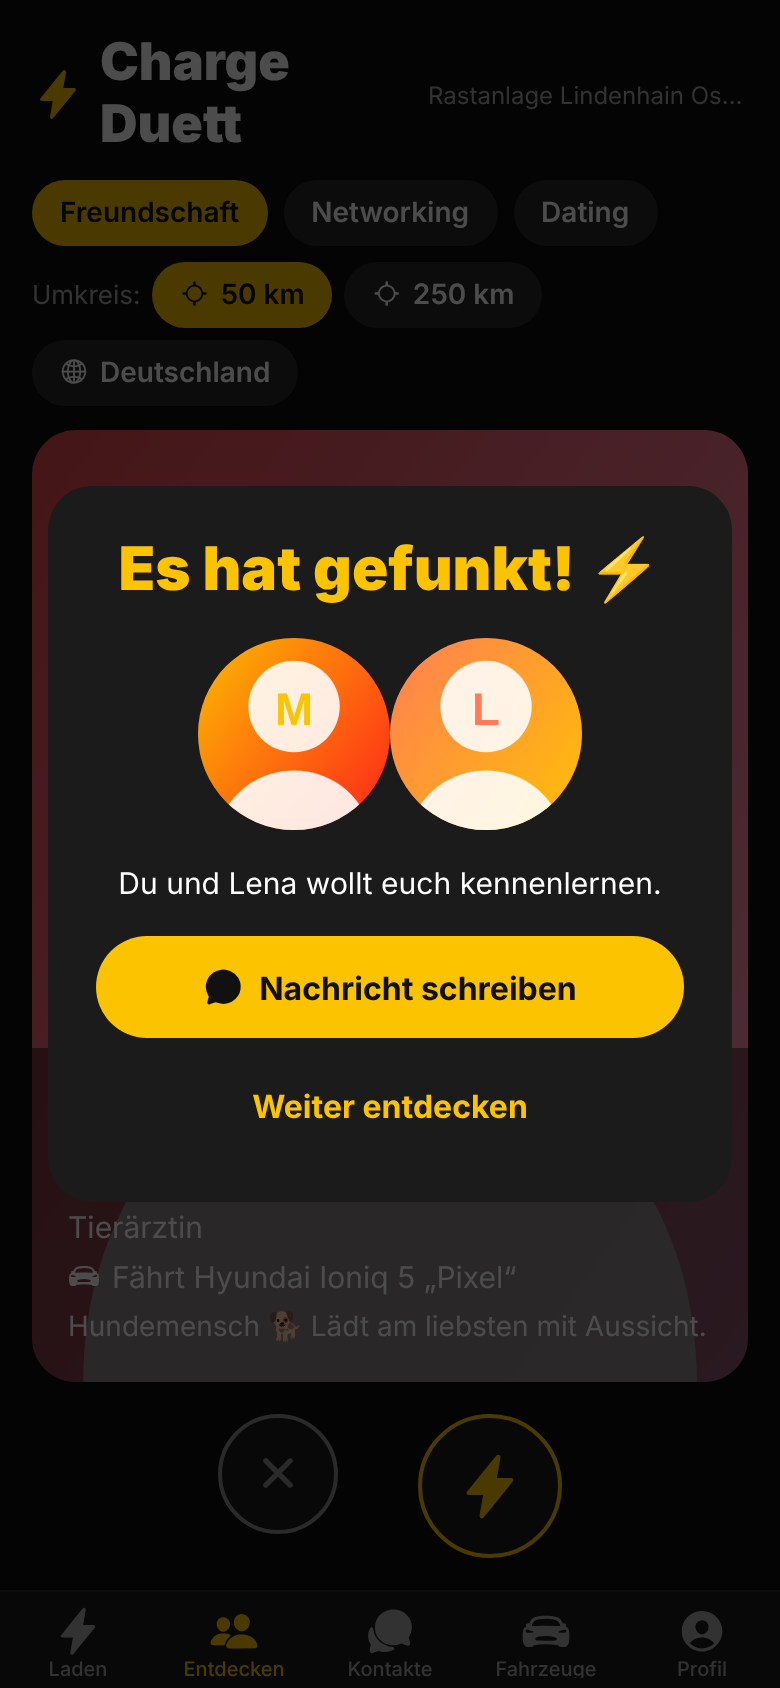 Charge
Duett
Rastanlage Lindenhain Os...
Freundschaft
Networking
Dating
Umkreis:
50 km
250 km
Deutschland
Es hat gefunkt! ⚡
M
L
Du und Lena wollt euch kennenlernen.
Nachricht schreiben
Weiter entdecken
Tierärztin
Fährt Hyundai Ioniq 5 „Pixel“
Hundemensch 🐕 Lädt am liebsten mit Aussicht.
Laden
Entdecken
Kontakte
Fahrzeuge
Profil